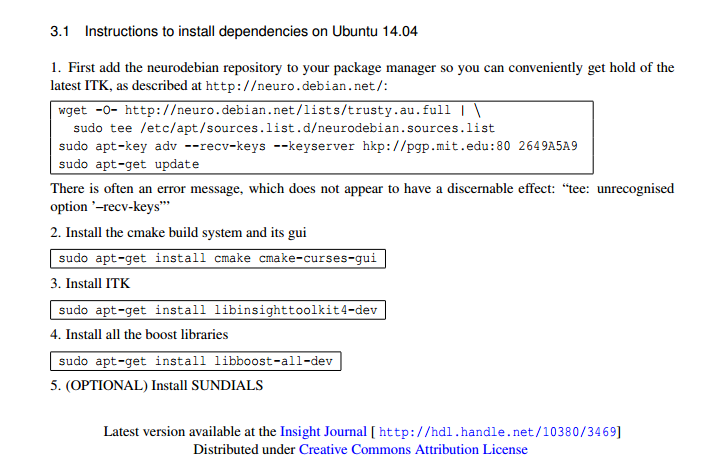 3.1 Instructions to install dependencies on Ubuntu 14.04
1. First add the neurodebian repository to your package manager so you can conveniently get hold of the
latest ITK, as described at http://neuro.debian.net/:
wget -O- http://neuro.debian.net/lists/trusty.au.full | \
sudo tee /etc/apt/sources.list.d/neurodebian.sources.list
sudo apt-key adv --recv-keys --keyserver hkp://pgp.mit.edu:80 2649A5A9
sudo apt-get update
There is often an error message, which does not appear to have a discernable effect: “tee: unrecognised
option ’–recv-keys”’
2. Install the cmake build system and its gui
sudo apt-get install cmake cmake-curses-gui
3. Install ITK
sudo apt-get install libinsighttoolkit4-dev
4. Install all the boost libraries
sudo apt-get install libboost-all-dev
5. (OPTIONAL) Install SUNDIALS
Latest version available at the Insight Journal [ http://hdl.handle.net/10380/3469]
Distributed under Creative Commons Attribution License